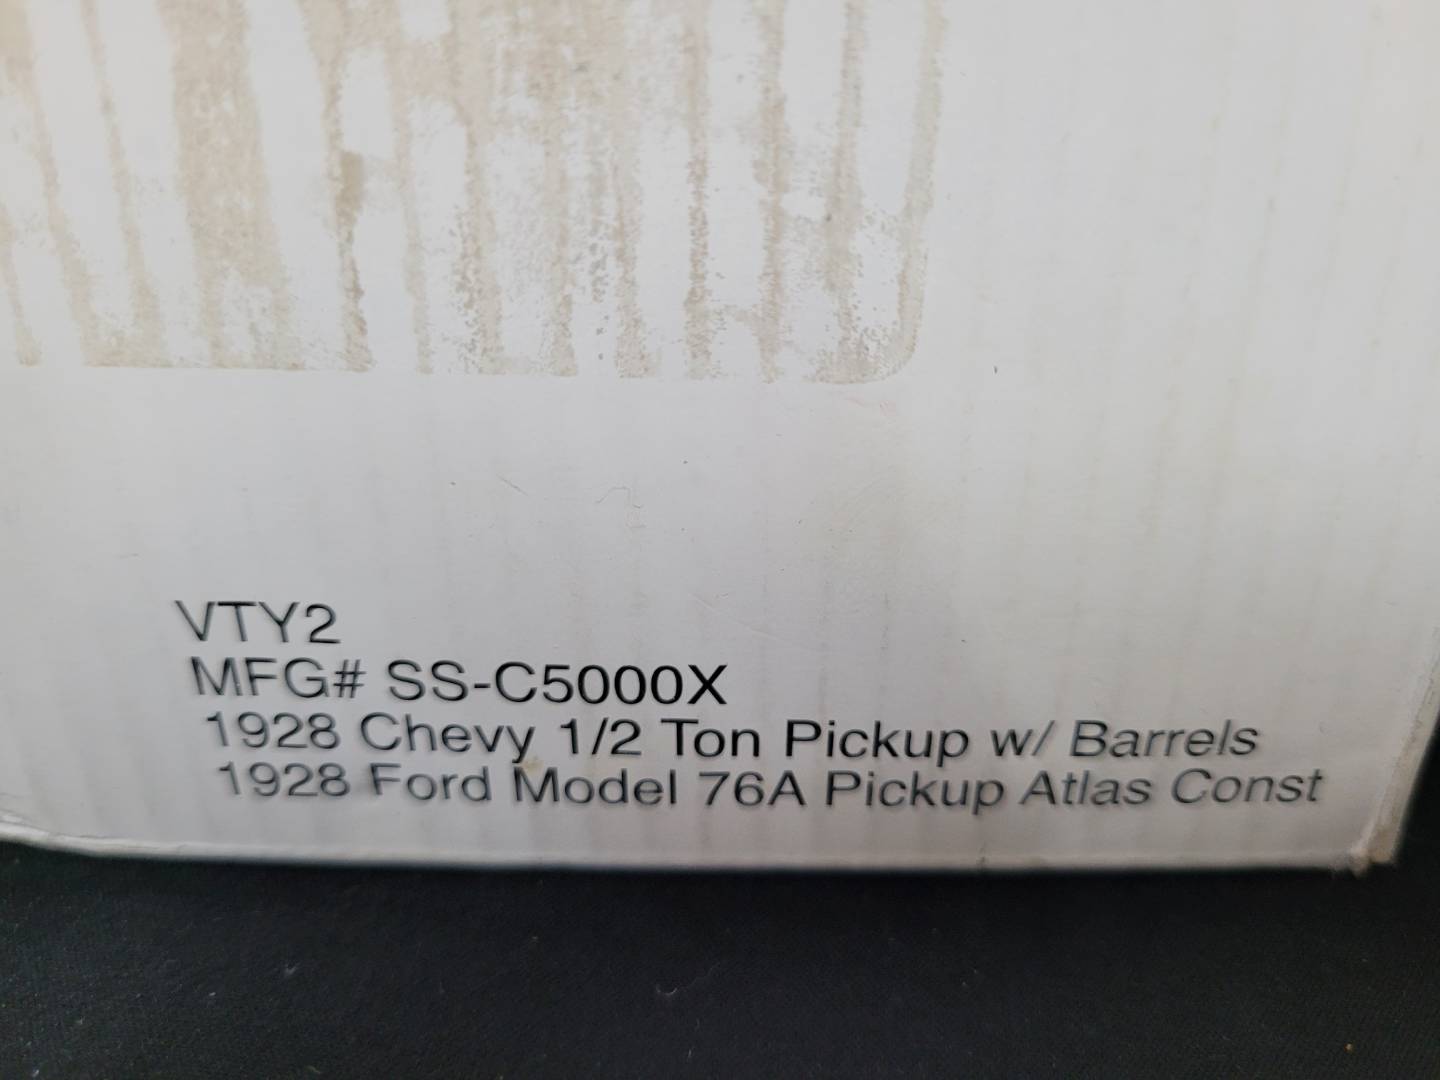 VTY2
MFG# SS-C5000X
1928 Chevy 1/2 Ton Pickup w/ Barrels
1928 Ford Model 76A Pickup Atlas Const